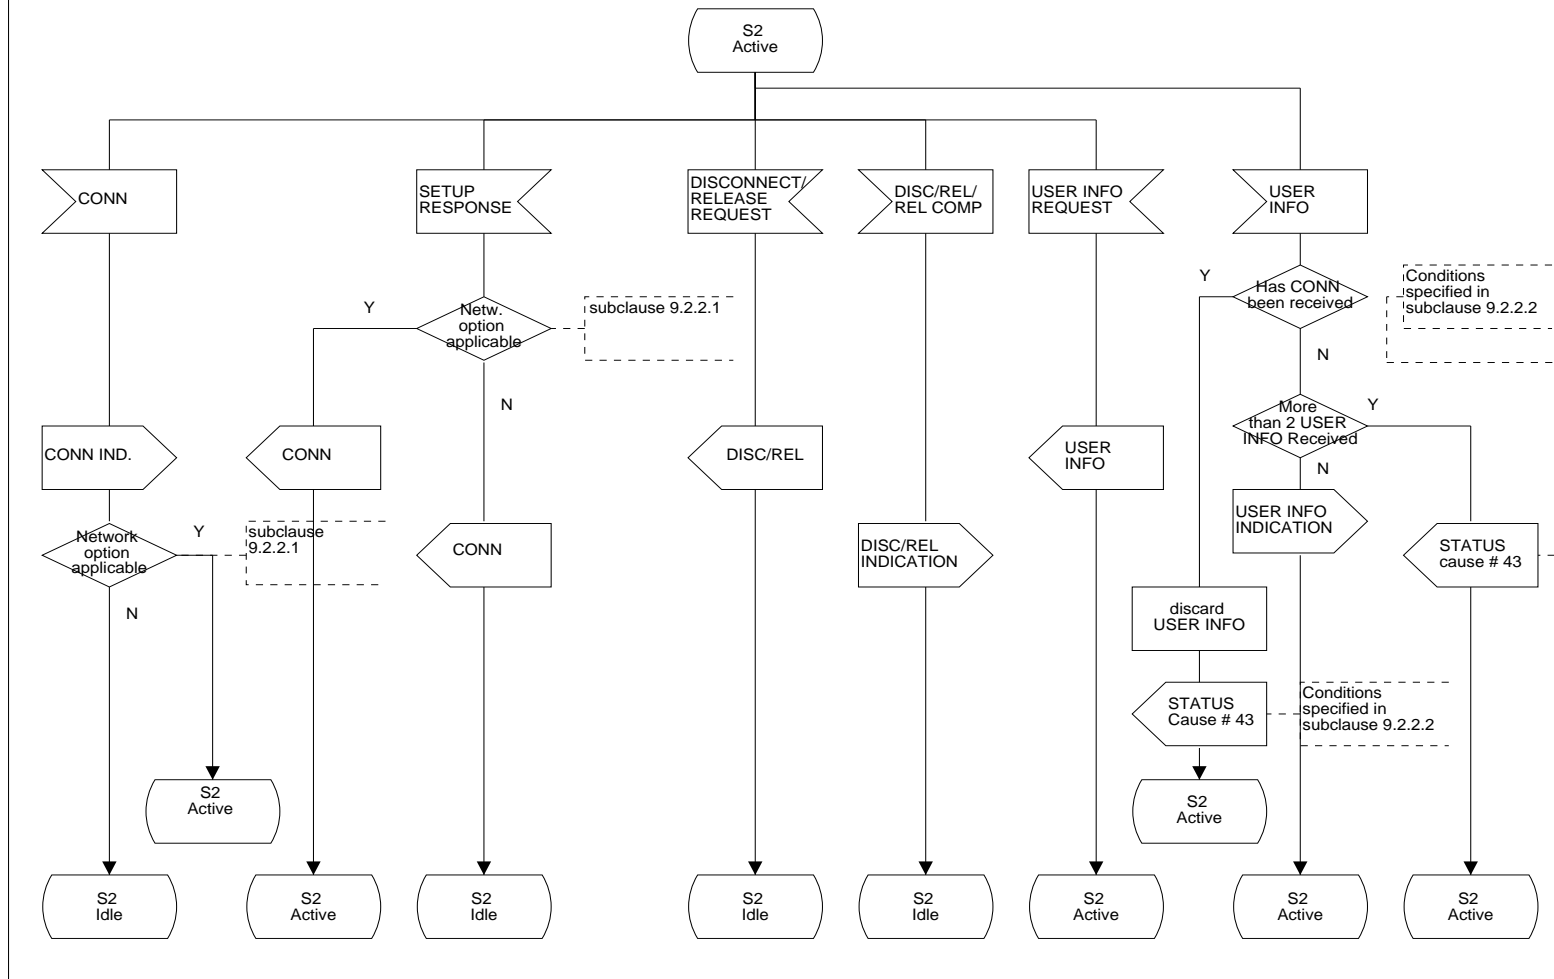 S2
Active
CONN
SETUP
RESPONSE
DISCONNECT/
RELEASE
REQUEST
DISC/REL/
REL COMP
USER INFO
REQUEST
USER
INFO
Y
Netw.
option
applicable
subclause 9.2.2.1
N
Y
Has CONN
been received
Conditions
specified in
subclause 9.2.2.2
N
More
than 2 USER
INFO Received
Y
N
CONN IND.
CONN
DISC/REL
USER
INFO
USER INFO
INDICATION
Network
option
applicable
Y
subclause
9.2.2.1
N
CONN
DISC/REL
INDICATION
STATUS
cause # 43
discard
USER INFO
STATUS
Cause # 43
Conditions
specified in
subclause 9.2.2.2
S2
Active
S2
Active
S2
Idle
S2
Active
S2
Idle
S2
Idle
S2
Idle
S2
Active
S2
Active
S2
Active